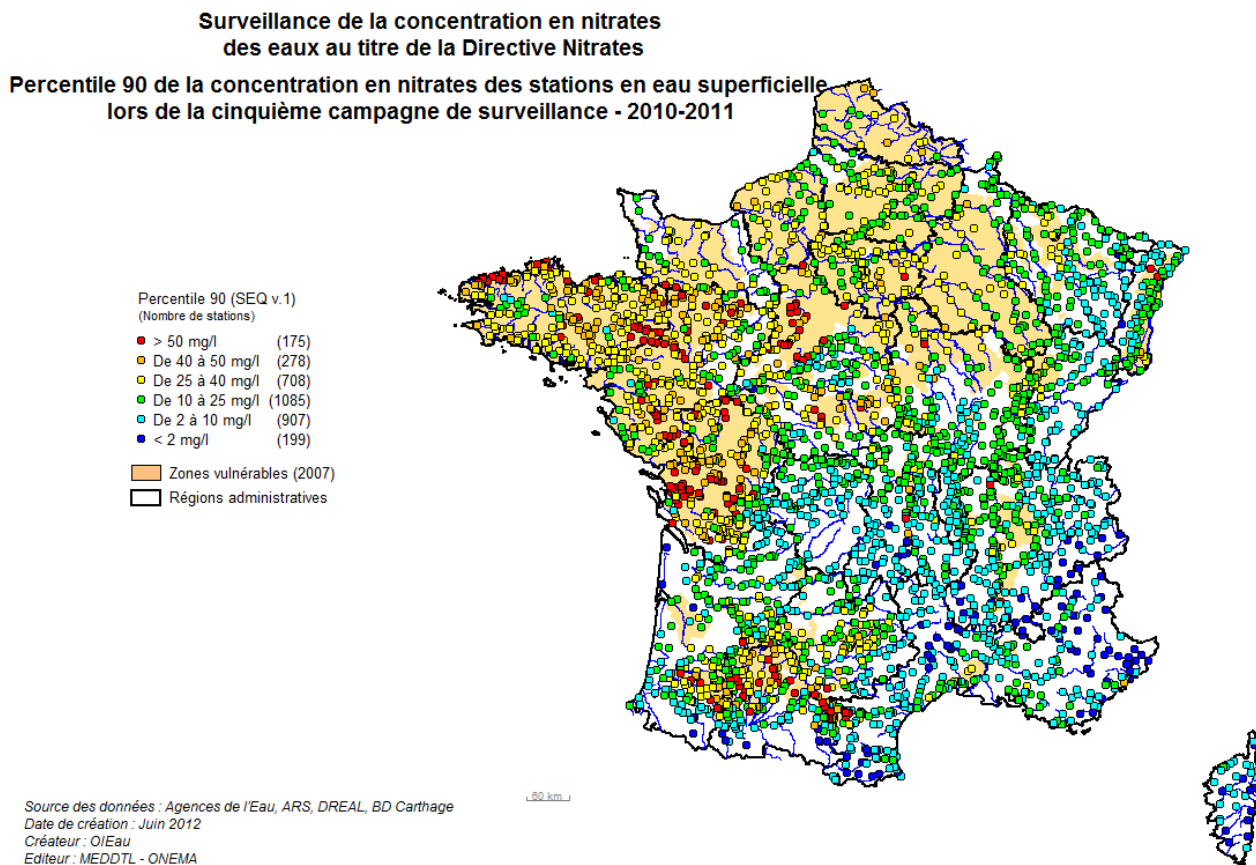 Surveillance de la concentration en nitrates
des eaux au titre de la Directive Nitrates
Percentile 90 de la concentration en nitrates des stations en eau superficielle
lors de la cinquième campagne de surveillance - 2010-2011
Percentile 90 (SEQ v.1)
(Nombre de stations)
> 50 mg/l (175)
De 40 à 50 mg/l (278)
De 25 à 40 mg/l (708)
De 10 à 25 mg/l (1085)
De 2 à 10 mg/l (907)
< 2 mg/l (199)
Zones vulnérables (2007)
Régions administratives
60 km
Source des données : Agences de l'Eau, ARS, DREAL, BD Carthage
Date de création : Juin 2012
Créateur : OIEau
Editeur : MEDDTL - ONEMA